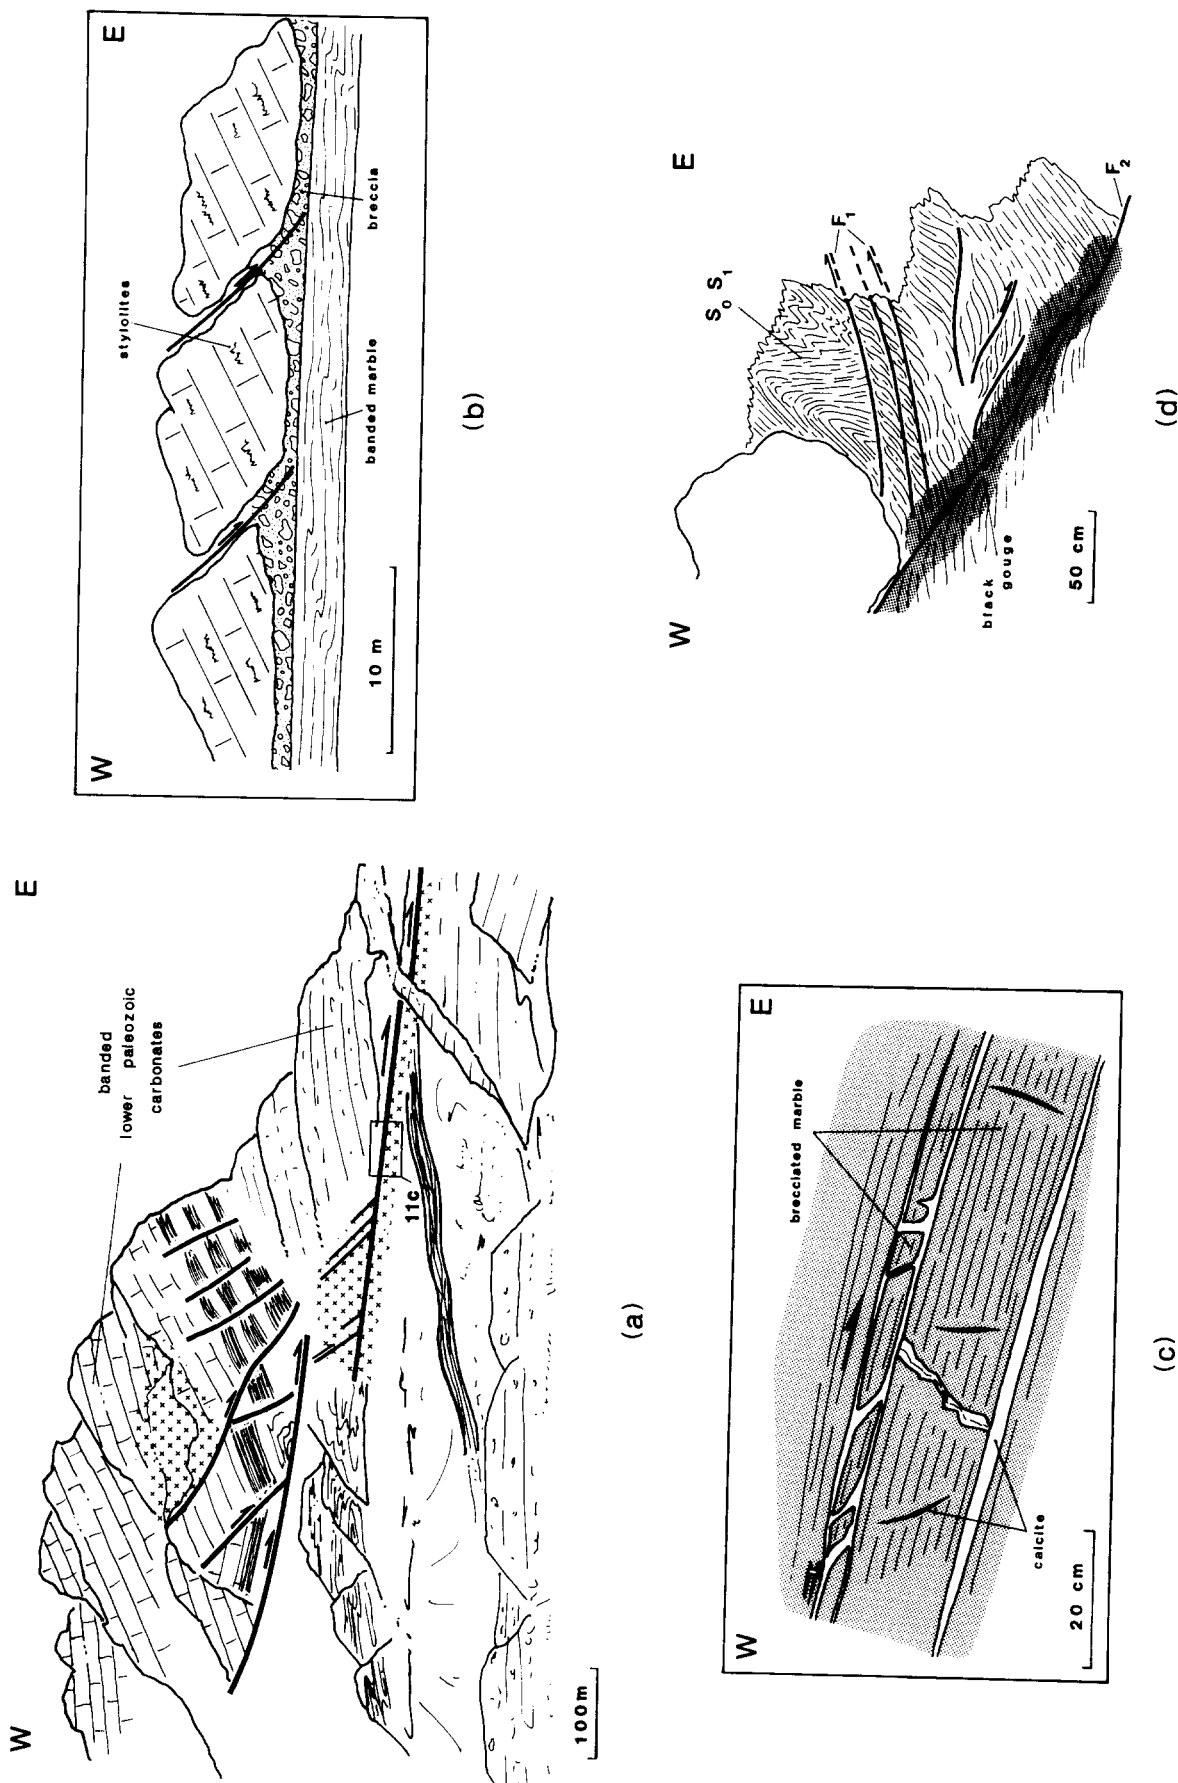 W
E
banded
lower paleozoic
carbonates
11c
100m
(a)
W
E
stylolites
breccia
banded marble
10 m
(b)
W
E
brecciated marble
calcite
20 cm
(c)
W
E
S₀ S₁
F₁
F₂
black
gouge
50 cm
(d)